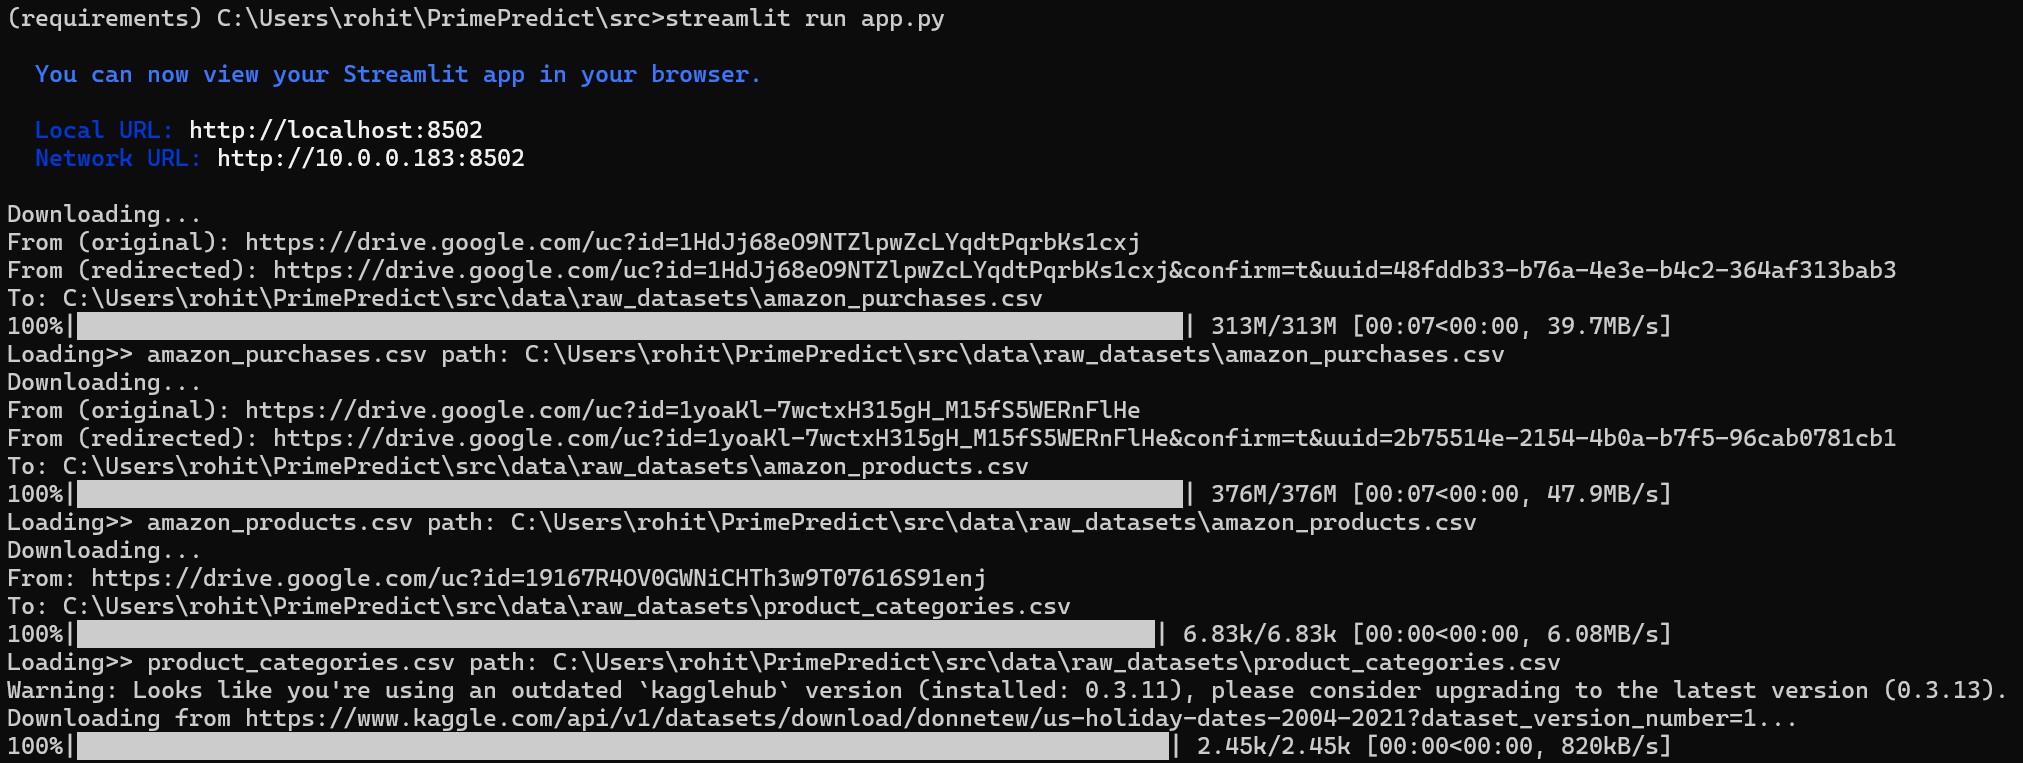 (requirements) C:\Users\rohit\PrimePredict\src>streamlit run app.py
You can now view your Streamlit app in your browser.
Local URL: http://localhost:8502
Network URL: http://10.0.0.183:8502
Downloading...
From (original): https://drive.google.com/uc?id=1HdJj68eO9NTZlpwZcLYqdtPqrbKs1cxj
From (redirected): https://drive.google.com/uc?id=1HdJj68eO9NTZlpwZcLYqdtPqrbKs1cxj&confirm=t&uuid=48fddb33-b76a-4e3e-b4c2-364af313bab3
To: C:\Users\rohit\PrimePredict\src\data\raw_datasets\amazon_purchases.csv
100%| | 313M/313M [00:07<00:00, 39.7MB/s]
Loading>> amazon_purchases.csv path: C:\Users\rohit\PrimePredict\src\data\raw_datasets\amazon_purchases.csv
Downloading...
From (original): https://drive.google.com/uc?id=1yoaKl-7wctxH315gH_M15fS5WERnFlHe
From (redirected): https://drive.google.com/uc?id=1yoaKl-7wctxH315gH_M15fS5WERnFlHe&confirm=t&uuid=2b75514e-2154-4b0a-b7f5-96cab0781cb1
To: C:\Users\rohit\PrimePredict\src\data\raw_datasets\amazon_products.csv
100%| | 376M/376M [00:07<00:00, 47.9MB/s]
Loading>> amazon_products.csv path: C:\Users\rohit\PrimePredict\src\data\raw_datasets\amazon_products.csv
Downloading...
From: https://drive.google.com/uc?id=19167R4OV0GWNiCHTh3w9T07616S91enj
To: C:\Users\rohit\PrimePredict\src\data\raw_datasets\product_categories.csv
100%| | 6.83k/6.83k [00:00<00:00, 6.08MB/s]
Loading>> product_categories.csv path: C:\Users\rohit\PrimePredict\src\data\raw_datasets\product_categories.csv
Warning: Looks like you're using an outdated `kagglehub` version (installed: 0.3.11), please consider upgrading to the latest version (0.3.13).
Downloading from https://www.kaggle.com/api/v1/datasets/download/donnetew/us-holiday-dates-2004-2021?dataset_version_number=1...
100%| | 2.45k/2.45k [00:00<00:00, 820kB/s]